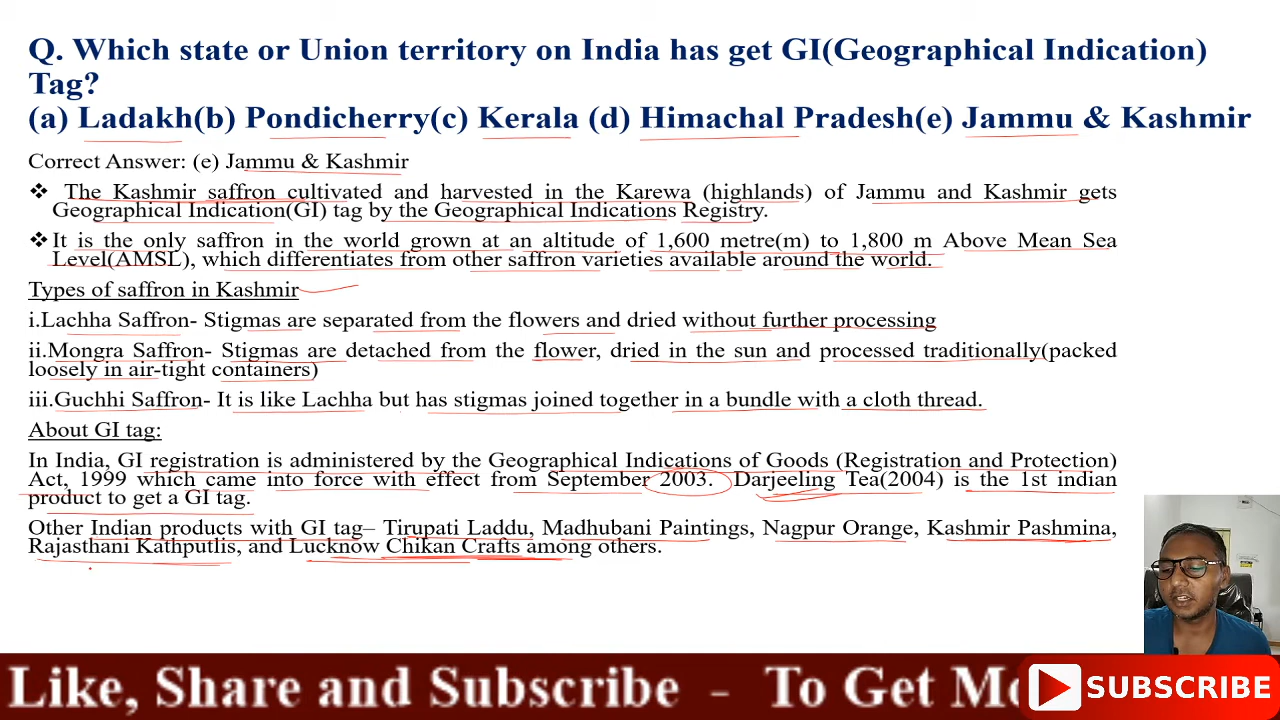 Q. Which state or Union territory on India has get GI(Geographical Indication)
Tag?
(a) Ladakh(b) Pondicherry(c) Kerala (d) Himachal Pradesh(e) Jammu & Kashmir
Correct Answer: (e) Jammu & Kashmir
❖ The Kashmir saffron cultivated and harvested in the Karewa (highlands) of Jammu and Kashmir gets
Geographical Indication(GI) tag by the Geographical Indications Registry.
❖ It is the only saffron in the world grown at an altitude of 1,600 metre(m) to 1,800 m Above Mean Sea
Level(AMSL), which differentiates from other saffron varieties available around the world.
Types of saffron in Kashmir
i.Lachha Saffron- Stigmas are separated from the flowers and dried without further processing
ii.Mongra Saffron- Stigmas are detached from the flower, dried in the sun and processed traditionally(packed
loosely in air-tight containers)
iii.Guchhi Saffron- It is like Lachha but has stigmas joined together in a bundle with a cloth thread.
About GI tag:
In India, GI registration is administered by the Geographical Indications of Goods (Registration and Protection)
Act, 1999 which came into force with effect from September 2003. Darjeeling Tea(2004) is the 1st indian
product to get a GI tag.
Other Indian products with GI tag– Tirupati Laddu, Madhubani Paintings, Nagpur Orange, Kashmir Pashmina,
Rajasthani Kathputlis, and Lucknow Chikan Crafts among others.
Like, Share and Subscribe - To Get Mo
SUBSCRIBE